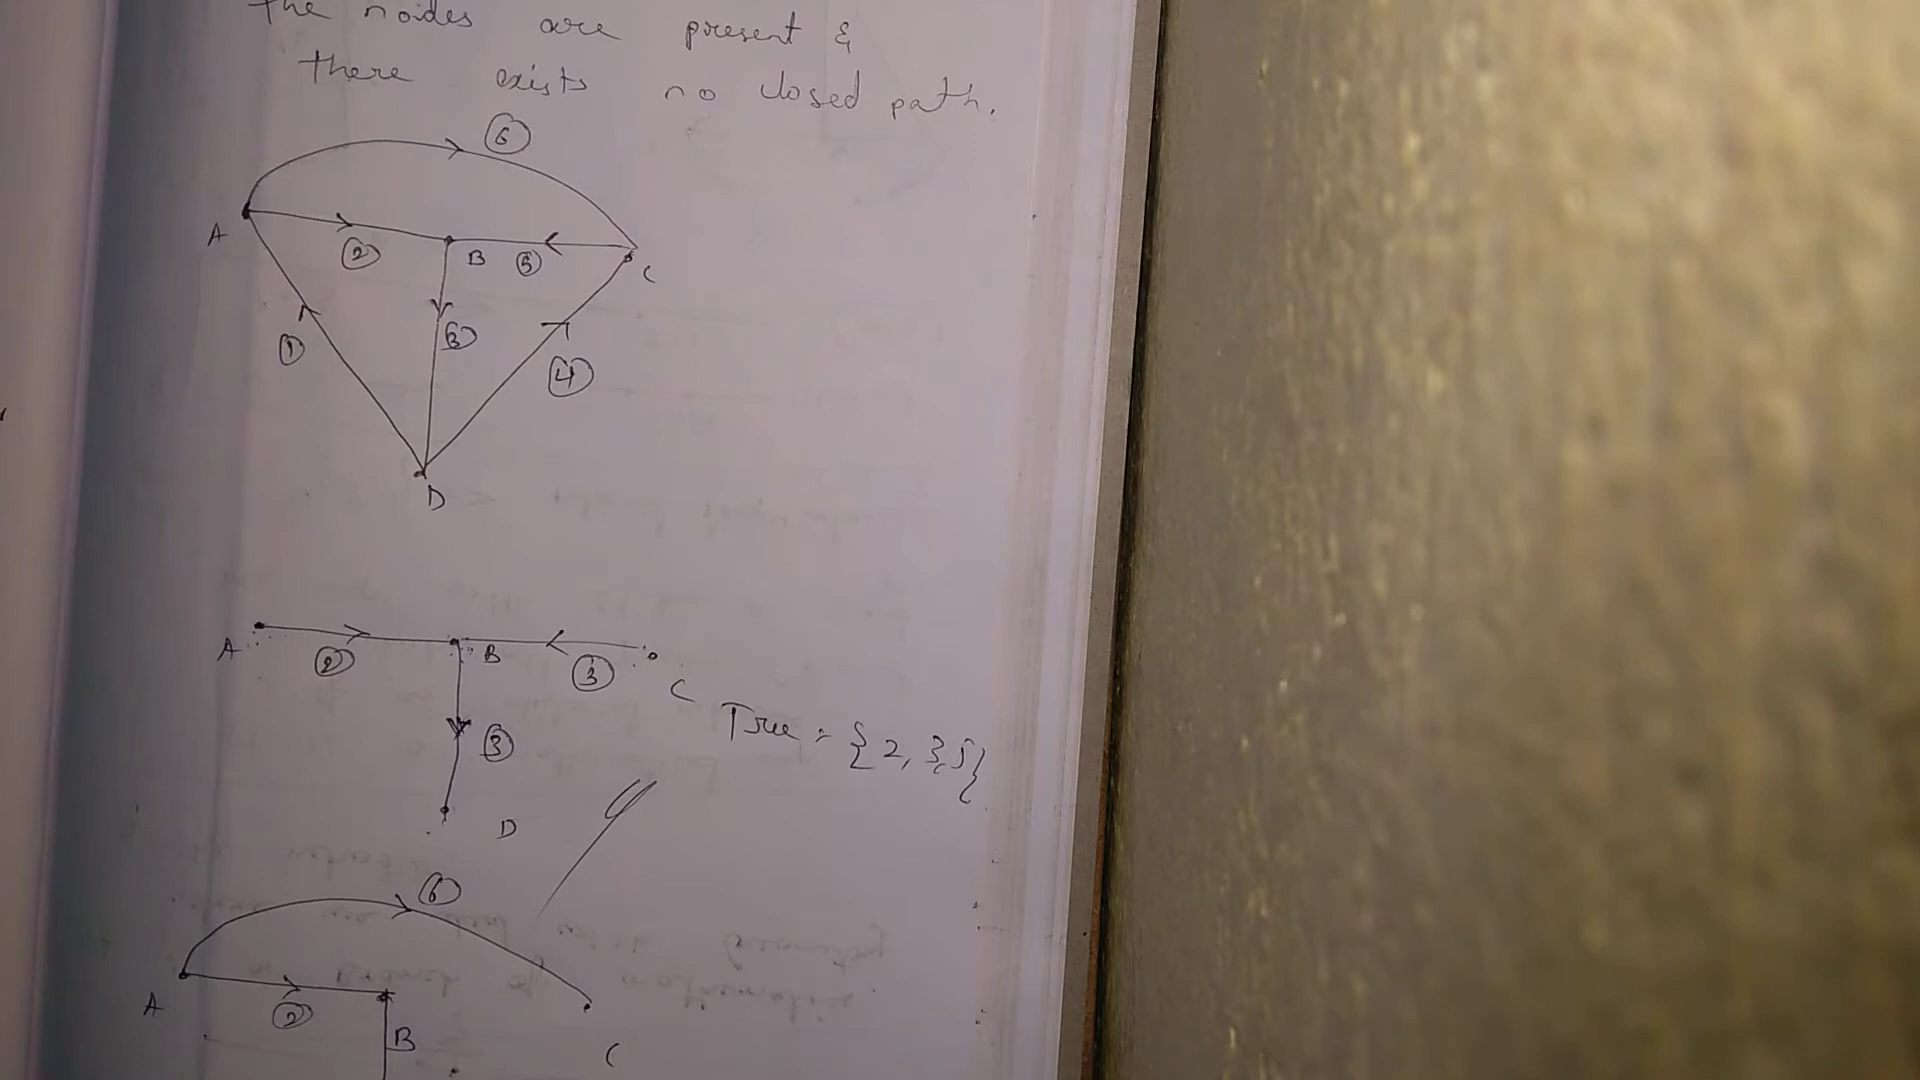 the nodes are present &
there exists no closed path.
6
A
2
B
5
C
1
3
4
D
A
2
B
3
C
Tree = {2, 3, 5}
3
D
6
A
2
B
C